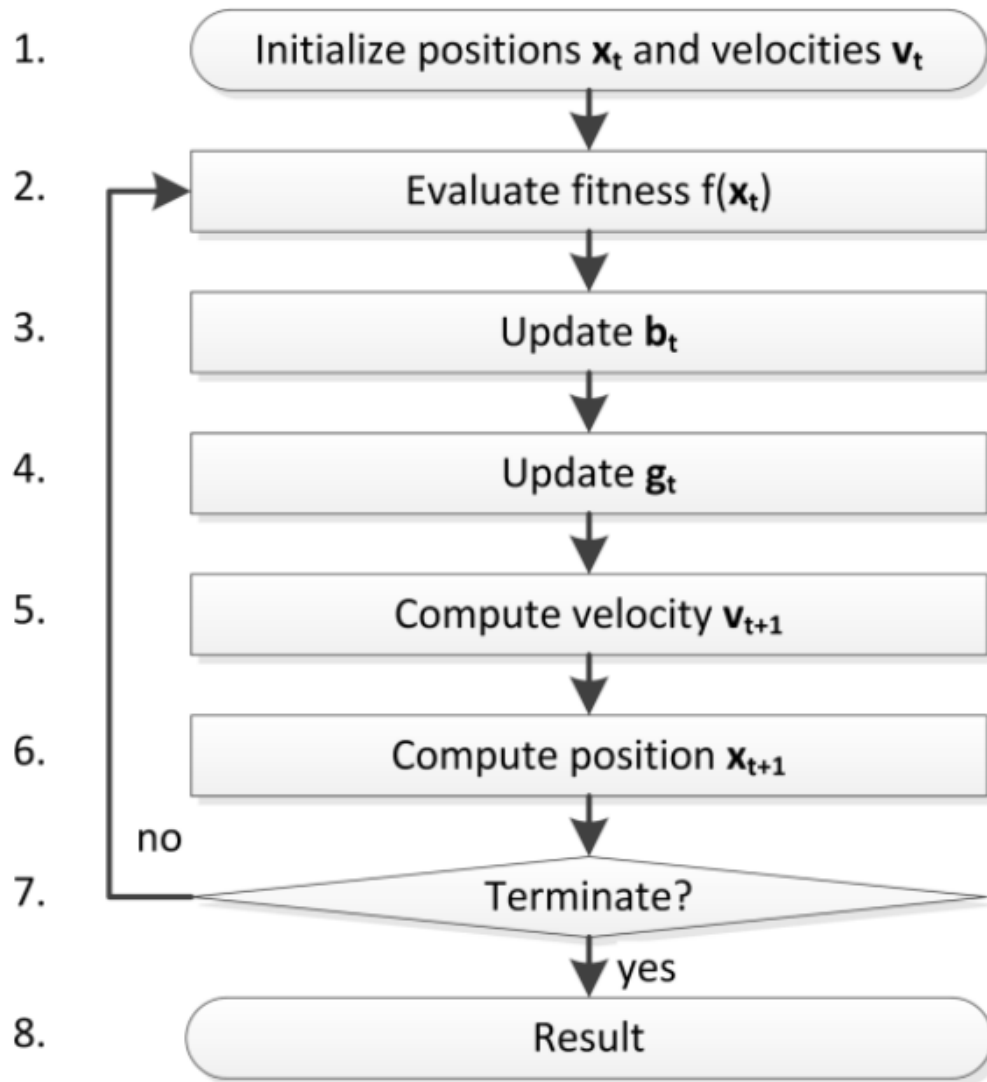 1. Initialize positions xₜ and velocities vₜ
2. Evaluate fitness f(xₜ)
3. Update bₜ
4. Update gₜ
5. Compute velocity vₜ₊₁
6. Compute position xₜ₊₁
no
7. Terminate?
yes
8. Result